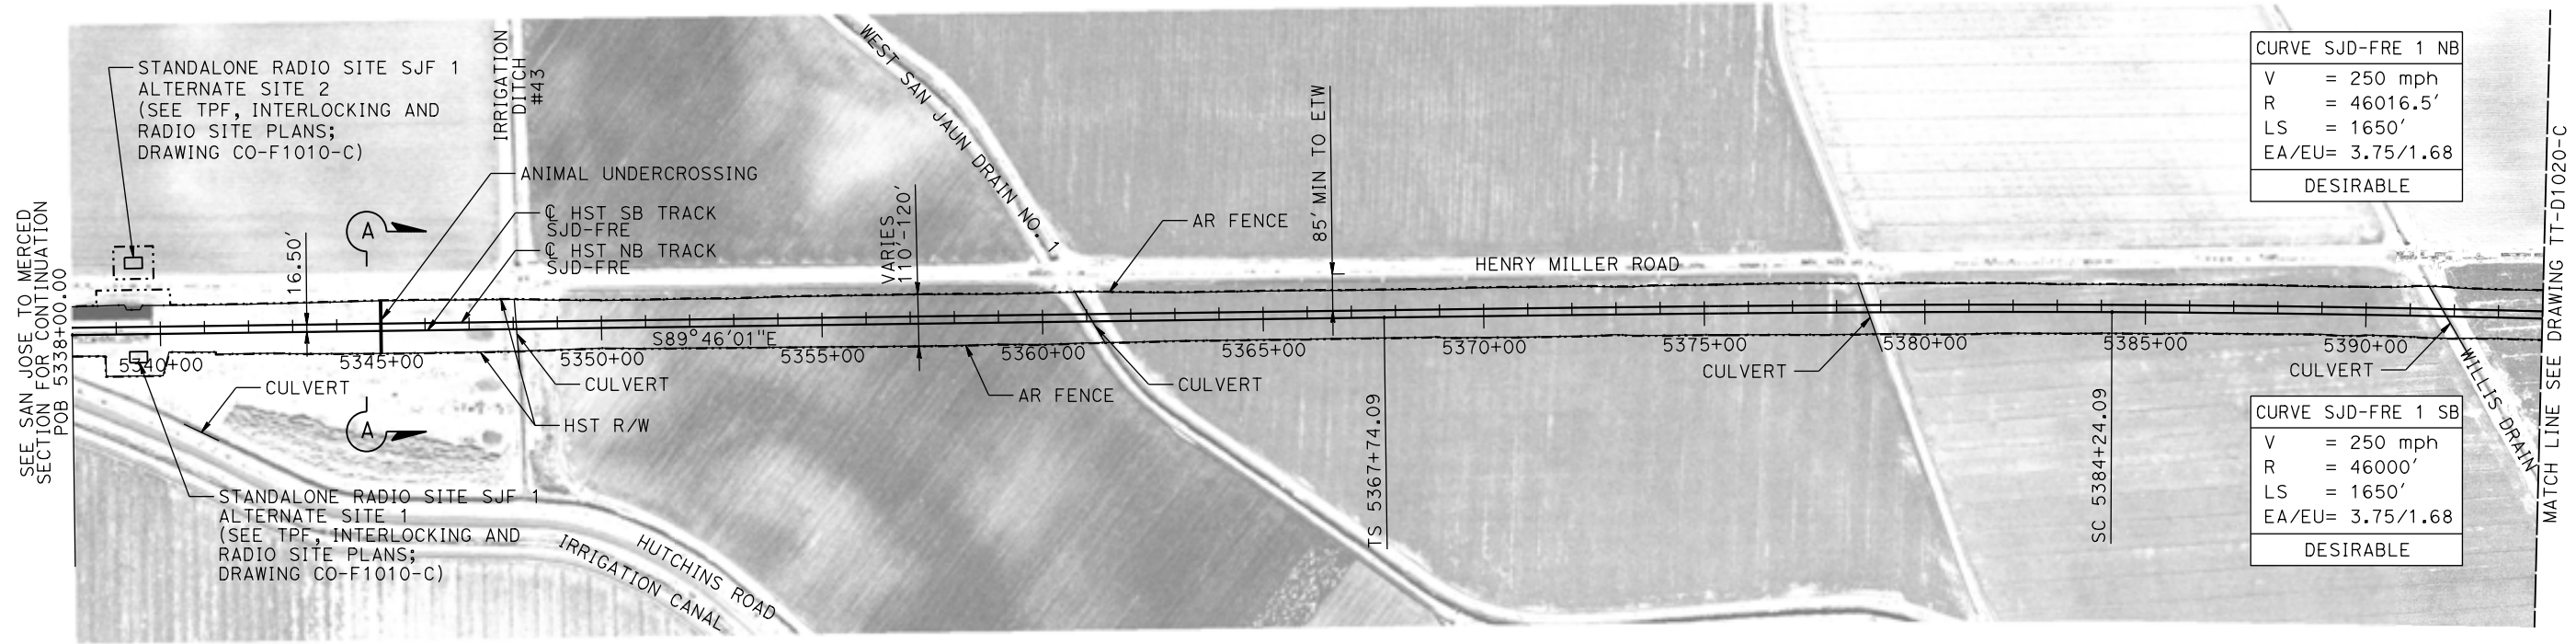 SEE SAN JOSE TO MERCED
SECTION FOR CONTINUATION
POB 5338+00.00
STANDALONE RADIO SITE SJF 1
ALTERNATE SITE 2
(SEE TPF, INTERLOCKING AND
RADIO SITE PLANS;
DRAWING CO-F1010-C)
IRRIGATION
DITCH
#43
ANIMAL UNDERCROSSING
℄ HST SB TRACK
SJD-FRE
℄ HST NB TRACK
SJD-FRE
A
16.50'
WEST SAN JAUN DRAIN NO. 1
VARIES
110'-120'
AR FENCE
85' MIN TO ETW
HENRY MILLER ROAD
CURVE SJD-FRE 1 NB
V = 250 mph
R = 46016.5'
LS = 1650'
EA/EU= 3.75/1.68
DESIRABLE
MATCH LINE SEE DRAWING TT-D1020-C
S89°46'01"E
5340+00
5345+00
5350+00
5355+00
5360+00
5365+00
5370+00
5375+00
5380+00
5385+00
5390+00
CULVERT
CULVERT
HST R/W
AR FENCE
CULVERT
CULVERT
CULVERT
A
TS 5367+74.09
SC 5384+24.09
WILLIS DRAIN
STANDALONE RADIO SITE SJF 1
ALTERNATE SITE 1
(SEE TPF, INTERLOCKING AND
RADIO SITE PLANS;
DRAWING CO-F1010-C)
HUTCHINS ROAD
IRRIGATION CANAL
CURVE SJD-FRE 1 SB
V = 250 mph
R = 46000'
LS = 1650'
EA/EU= 3.75/1.68
DESIRABLE